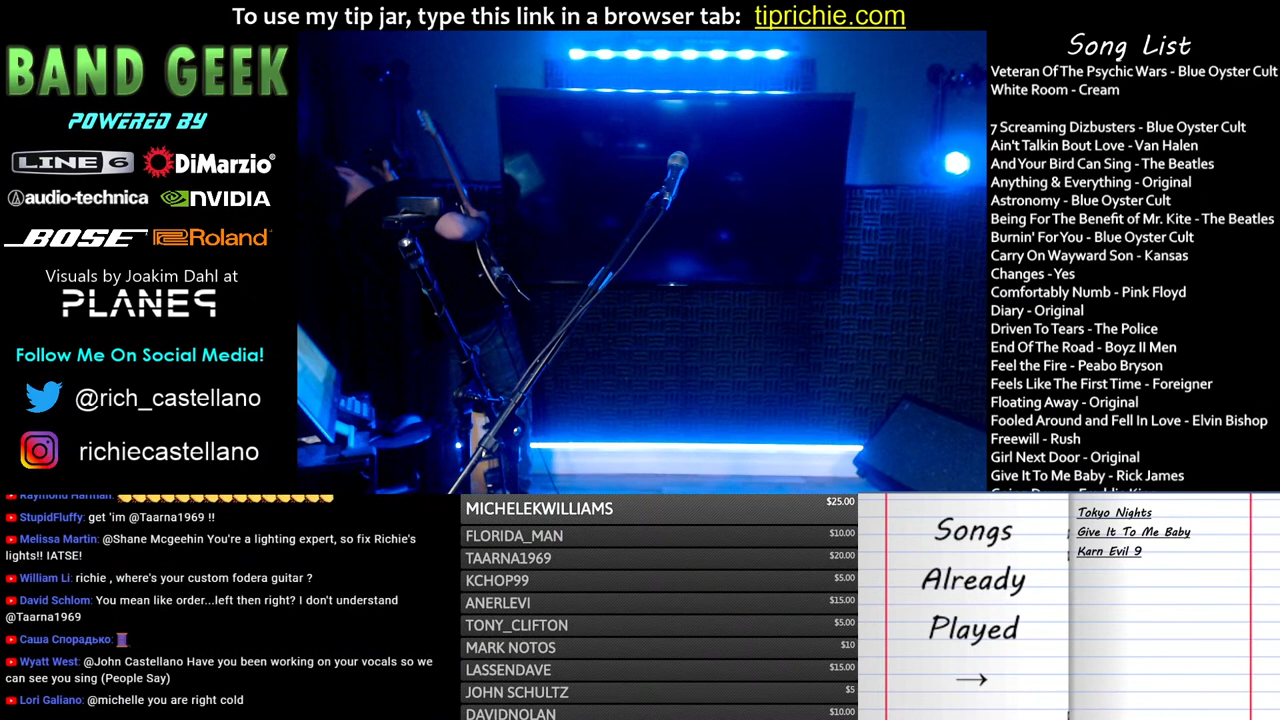 To use my tip jar, type this link in a browser tab: tiprichie.com
BAND GEEK
POWERED BY
LINE 6 DiMarzio®
audio-technica NVIDIA
BOSE Roland
Visuals by Joakim Dahl at
PLANE9
Follow Me On Social Media!
@rich_castellano
richiecastellano
Song List
Veteran Of The Psychic Wars - Blue Oyster Cult
White Room - Cream
7 Screaming Dizbusters - Blue Oyster Cult
Ain't Talkin Bout Love - Van Halen
And Your Bird Can Sing - The Beatles
Anything & Everything - Original
Astronomy - Blue Oyster Cult
Being For The Benefit of Mr. Kite - The Beatles
Burnin' For You - Blue Oyster Cult
Carry On Wayward Son - Kansas
Changes - Yes
Comfortably Numb - Pink Floyd
Diary - Original
Driven To Tears - The Police
End Of The Road - Boyz II Men
Feel the Fire - Peabo Bryson
Feels Like The First Time - Foreigner
Floating Away - Original
Fooled Around and Fell In Love - Elvin Bishop
Freewill - Rush
Girl Next Door - Original
Give It To Me Baby - Rick James
Raymond Harman:
StupidFluffy: get 'im @Taarna1969 !!
Melissa Martin: @Shane Mcgeehin You're a lighting expert, so fix Richie's
lights!! IATSE!
William Li: richie , where's your custom fodera guitar ?
David Schlom: You mean like order...left then right? I don't understand
@Taarna1969
Саша Спорадько:
Wyatt West: @John Castellano Have you been working on your vocals so we
can see you sing (People Say)
Lori Galiano: @michelle you are right cold
MICHELEKWILLIAMS $25.00
FLORIDA_MAN $10.00
TAARNA1969 $20.00
KCHOP99 $5.00
ANERLEVI $15.00
TONY_CLIFTON $5.00
MARK NOTOS $10
LASSENDAVE $15.00
JOHN SCHULTZ $5
DAVIDNOLAN $10.00
Songs
Already
Played
→
Tokyo Nights
Give It To Me Baby
Karn Evil 9